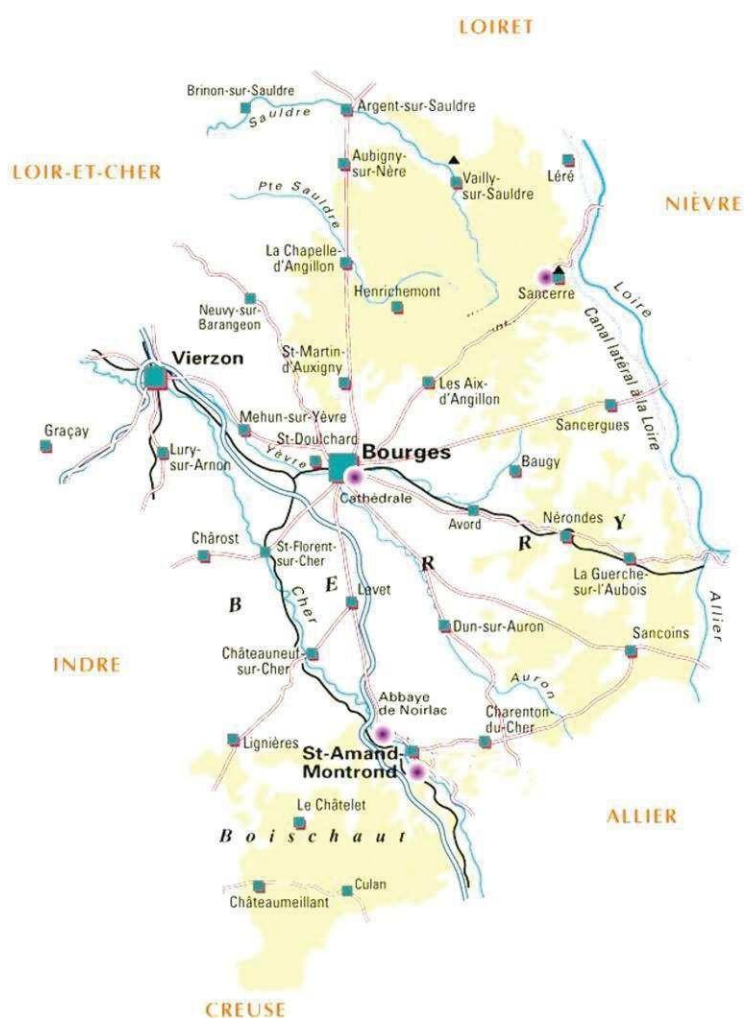 LOIRET
Brinon-sur-Sauldre
Sauldre
Argent-sur-Sauldre
Aubigny-
sur-Nère
LOIR-ET-CHER
Pte Sauldre
Vailly-
sur-Sauldre
Léré
NIÈVRE
La Chapelle-
d'Angillon
Henrichemont
Sancerre
Loire
Neuvy-sur-
Barangeon
Canal latéral à la Loire
Vierzon
St-Martin-
d'Auxigny
Les Aix-
d'Angillon
Graçay
Mehun-sur-Yèvre
Sancergues
Lury-
sur-Arnon
St-Doulchard
Yèvre
Bourges
Cathédrale
Baugy
Avord
Nérondes
BERRY
Chârost
St-Florent-
sur-Cher
Cher
Levet
La Guerche-
sur-l'Aubois
Allier
Dun-sur-Auron
Sancoins
INDRE
Châteauneuf-
sur-Cher
Auron
Abbaye
de Noirlac
Charenton-
du-Cher
Lignières
St-Amand-
Montrond
Le Châtelet
ALLIER
Boischaut
Châteaumeillant
Culan
CREUSE